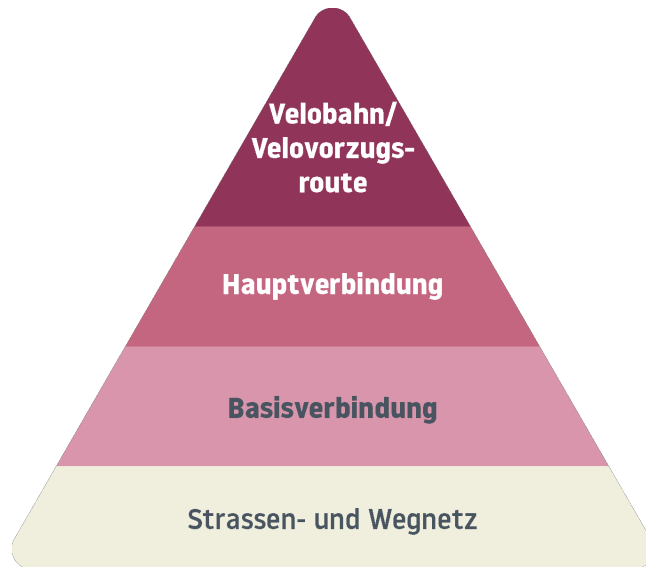 Velobahn/
Velovorzugs-
route
Hauptverbindung
Basisverbindung
Strassen- und Wegnetz